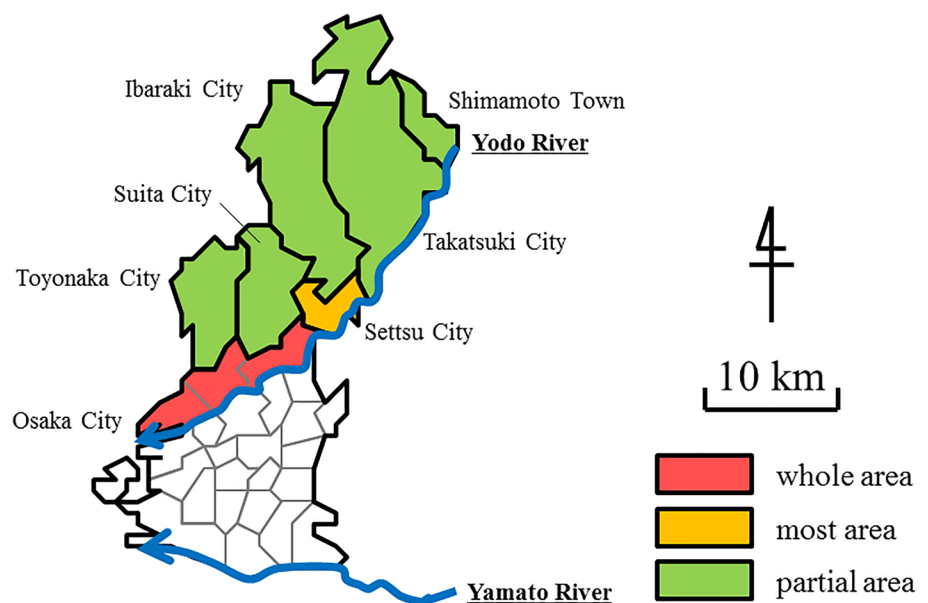 Ibaraki City
Shimamoto Town
Yodo River
Suita City
Takatsuki City
Toyonaka City
Settsu City
10 km
Osaka City
whole area
most area
partial area
Yamato River